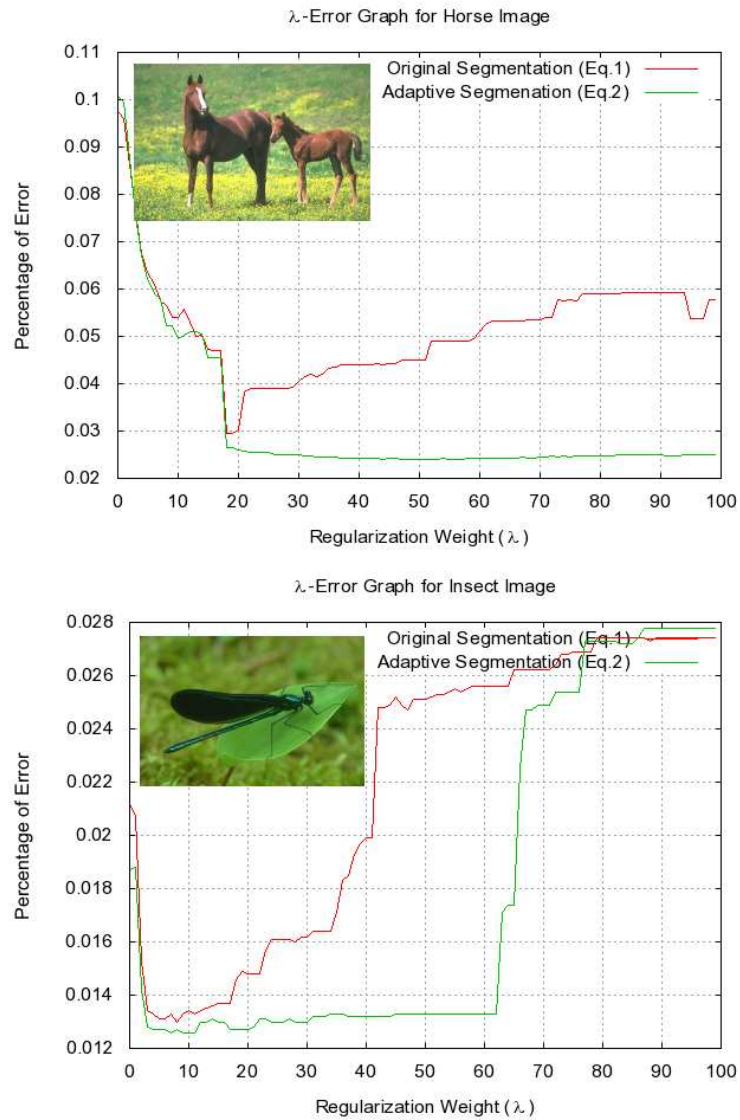 λ-Error Graph for Horse Image
0.11
0.1
0.09
0.08
0.07
0.06
0.05
0.04
0.03
0.02
Percentage of Error
Original Segmentation (Eq.1)
Adaptive Segmenation (Eq.2)
0 10 20 30 40 50 60 70 80 90 100
Regularization Weight (λ)
λ-Error Graph for Insect Image
0.028
0.026
0.024
0.022
0.02
0.018
0.016
0.014
0.012
Percentage of Error
Original Segmentation (Eq.1)
Adaptive Segmentation (Eq.2)
0 10 20 30 40 50 60 70 80 90 100
Regularization Weight (λ)